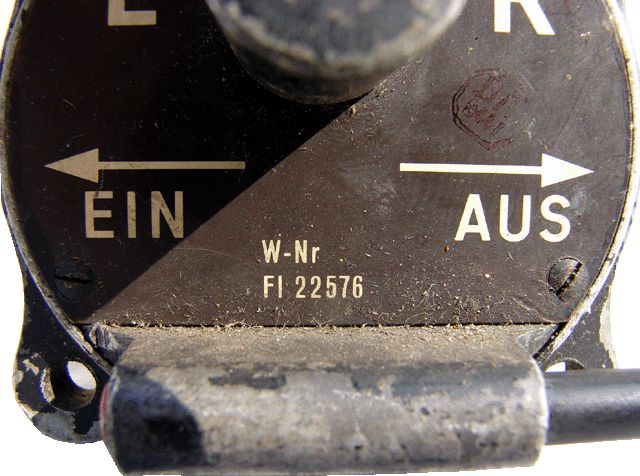 L R
EIN AUS
W-Nr
Fl 22576